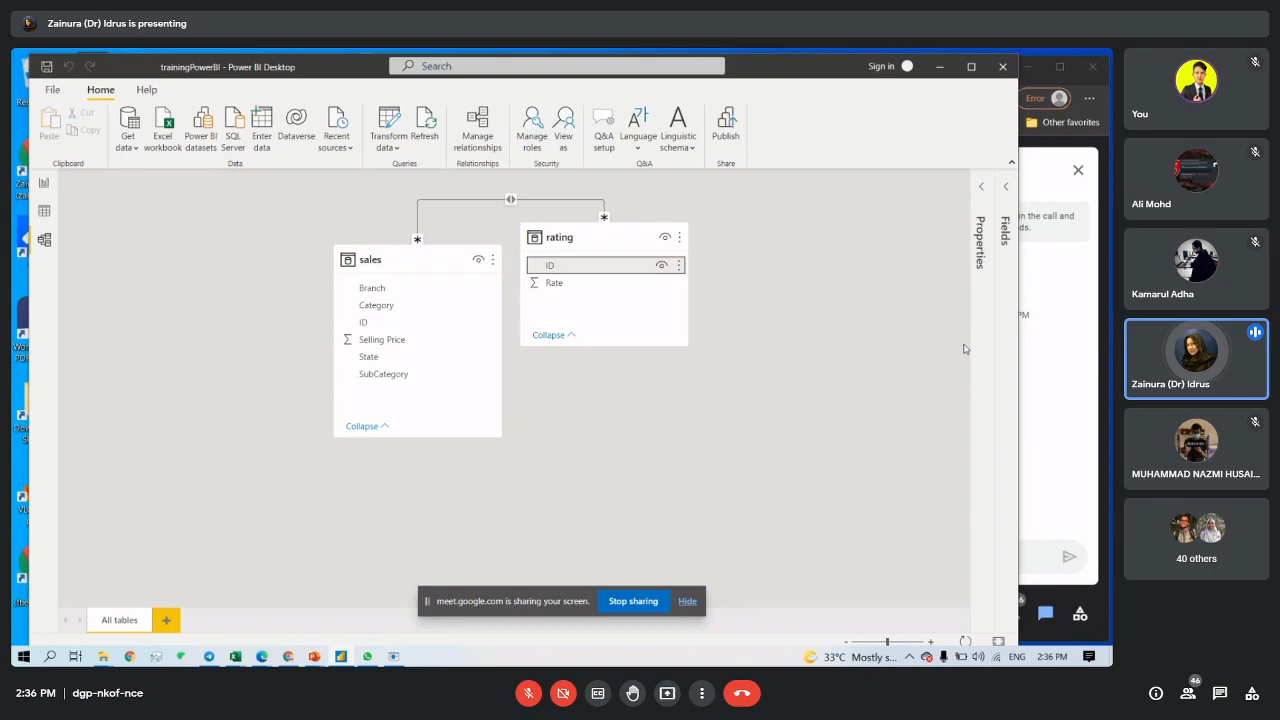 Zainura (Dr) Idrus is presenting
trainingPowerBI - Power BI Desktop
Search
Sign in
File
Home
Help
Paste
Cut
Copy
Clipboard
Get data
Excel workbook
Power BI datasets
SQL Server
Enter data
Dataverse
Recent sources
Data
Transform data
Refresh
Queries
Manage relationships
Relationships
Manage roles
View as
Security
Q&A setup
Language
Linguistic schema
Q&A
Publish
Share
Error
Other favorites
in the call and
Properties
Fields
sales
Branch
Category
ID
Selling Price
State
SubCategory
Collapse
rating
ID
Rate
Collapse
meet.google.com is sharing your screen.
Stop sharing
Hide
All tables
33°C Mostly s...
ENG
2:36 PM
You
Ali Mohd
Kamarul Adha
Zainura (Dr) Idrus
MUHAMMAD NAZMI HUSAI...
40 others
2:36 PM
dgp-nkof-nce
46